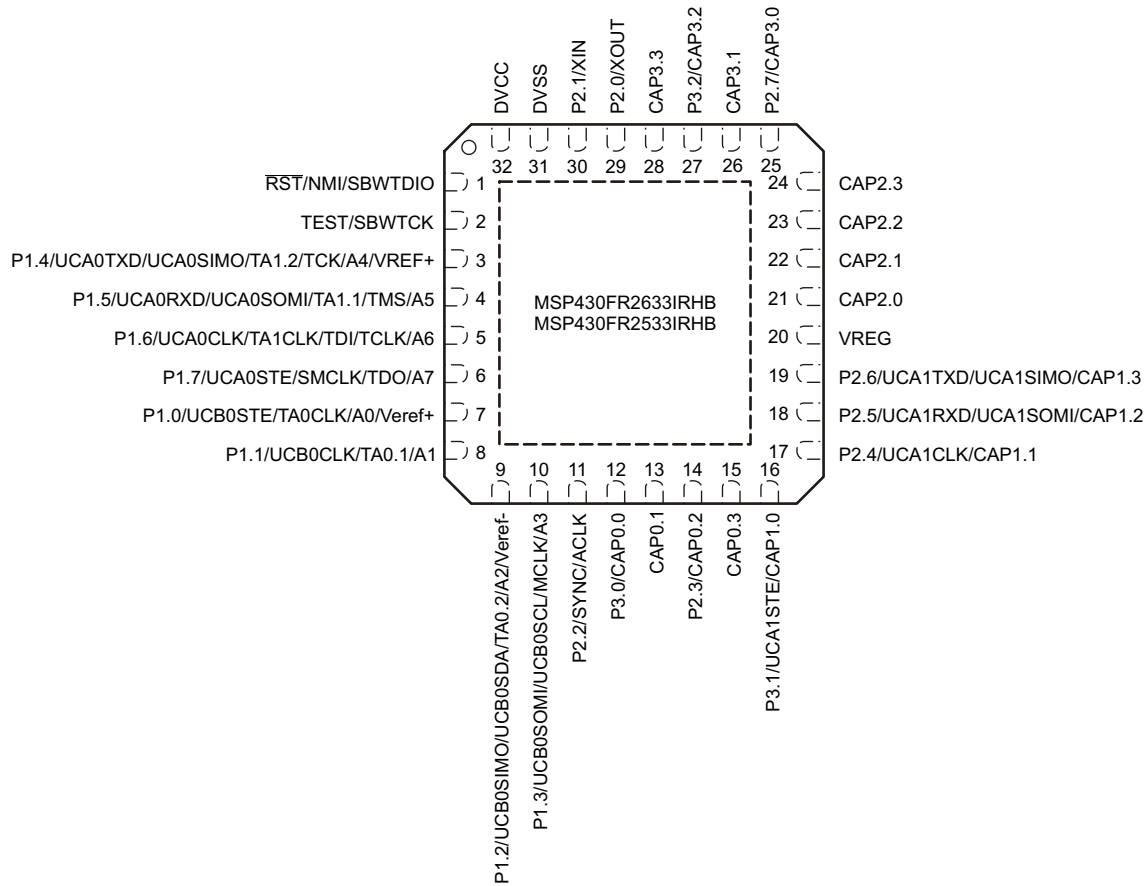 DVCC
DVSS
P2.1/XIN
P2.0/XOUT
CAP3.3
P3.2/CAP3.2
CAP3.1
P2.7/CAP3.0
32
31
30
29
28
27
26
25
RST/NMI/SBWTDIO
1
24
CAP2.3
TEST/SBWTCK
2
23
CAP2.2
P1.4/UCA0TXD/UCA0SIMO/TA1.2/TCK/A4/VREF+
3
22
CAP2.1
P1.5/UCA0RXD/UCA0SOMI/TA1.1/TMS/A5
4
21
CAP2.0
MSP430FR2633IRHB
MSP430FR2533IRHB
P1.6/UCA0CLK/TA1CLK/TDI/TCLK/A6
5
20
VREG
P1.7/UCA0STE/SMCLK/TDO/A7
6
19
P2.6/UCA1TXD/UCA1SIMO/CAP1.3
P1.0/UCB0STE/TA0CLK/A0/Veref+
7
18
P2.5/UCA1RXD/UCA1SOMI/CAP1.2
P1.1/UCB0CLK/TA0.1/A1
8
17
P2.4/UCA1CLK/CAP1.1
9
10
11
12
13
14
15
16
P1.2/UCB0SIMO/UCB0SDA/TA0.2/A2/Veref-
P1.3/UCB0SOMI/UCB0SCL/MCLK/A3
P2.2/SYNC/ACLK
P3.0/CAP0.0
CAP0.1
P2.3/CAP0.2
CAP0.3
P3.1/UCA1STE/CAP1.0